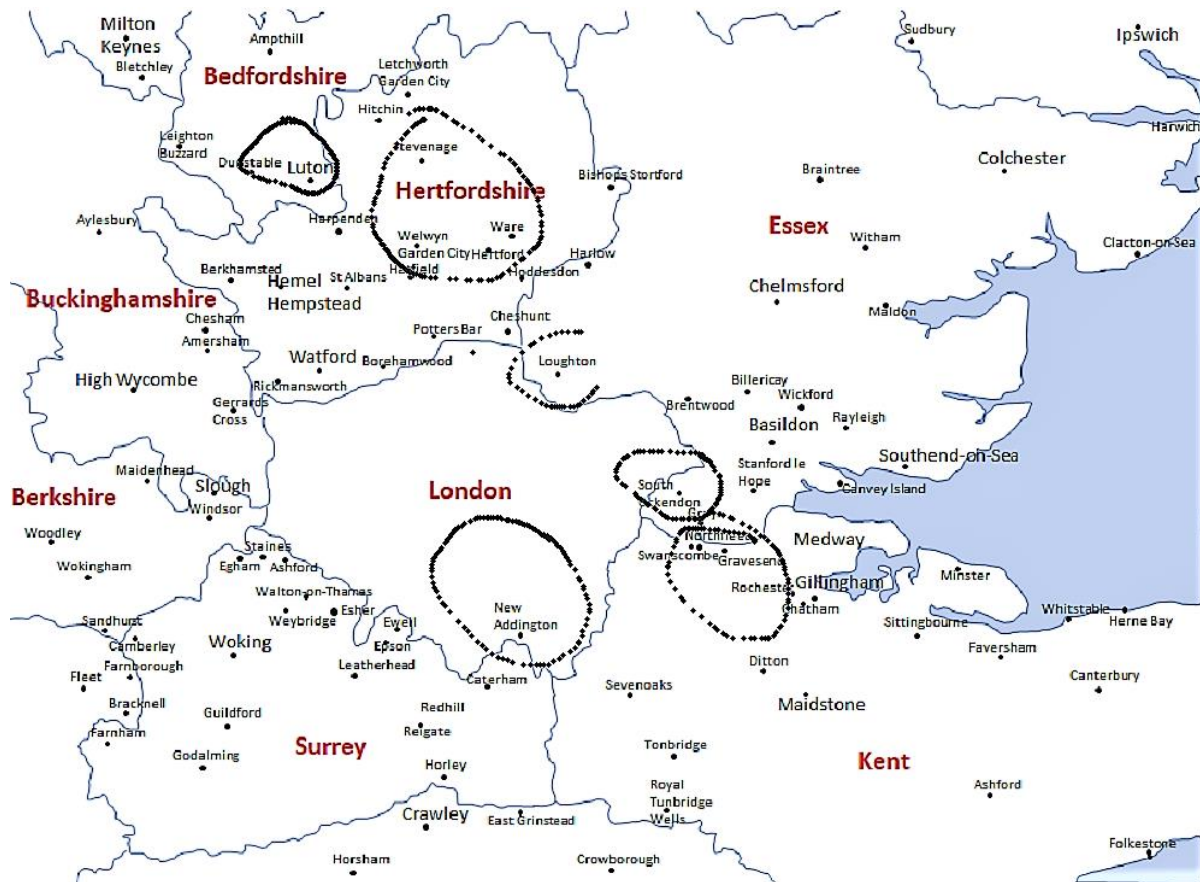 Milton
Keynes
Bletchley
Ampthill
Bedfordshire
Letchworth
Garden City
Hitchin
Sudbury
Ipswich
Harwich
Leighton
Buzzard
Dunstable
Luton
Stevenage
Hertfordshire
Bishops Stortford
Braintree
Colchester
Aylesbury
Harpenden
Welwyn
Garden City
Ware
Hertford
Essex
Witham
Clacton-on-Sea
Berkhamsted
Hemel
Hempstead
St Albans
Hatfield
Hoddesdon
Harlow
Chelmsford
Maldon
Buckinghamshire
Chesham
Amersham
Potters Bar
Cheshunt
High Wycombe
Watford
Borehamwood
Loughton
Rickmansworth
Gerrards
Cross
Brentwood
Billericay
Wickford
Basildon
Rayleigh
Maidenhead
Slough
Windsor
Berkshire
London
South
Ockendon
Stanford le
Hope
Southend-on-Sea
Canvey Island
Woodley
Wokingham
Staines
Egham
Ashford
Northfleet
Swanscombe
Gravesend
Medway
Rochester
Gillingham
Chatham
Minster
Walton-on-Thames
Weybridge
Esher
Ewell
Epson
Leatherhead
New
Addington
Sittingbourne
Whitstable
Herne Bay
Faversham
Canterbury
Sandhurst
Camberley
Farnborough
Fleet
Woking
Bracknell
Farnham
Guildford
Godalming
Caterham
Sevenoaks
Ditton
Maidstone
Redhill
Reigate
Surrey
Horley
Tonbridge
Kent
Royal
Tunbridge
Wells
Ashford
Crawley
East Grinstead
Horsham
Crowborough
Folkestone